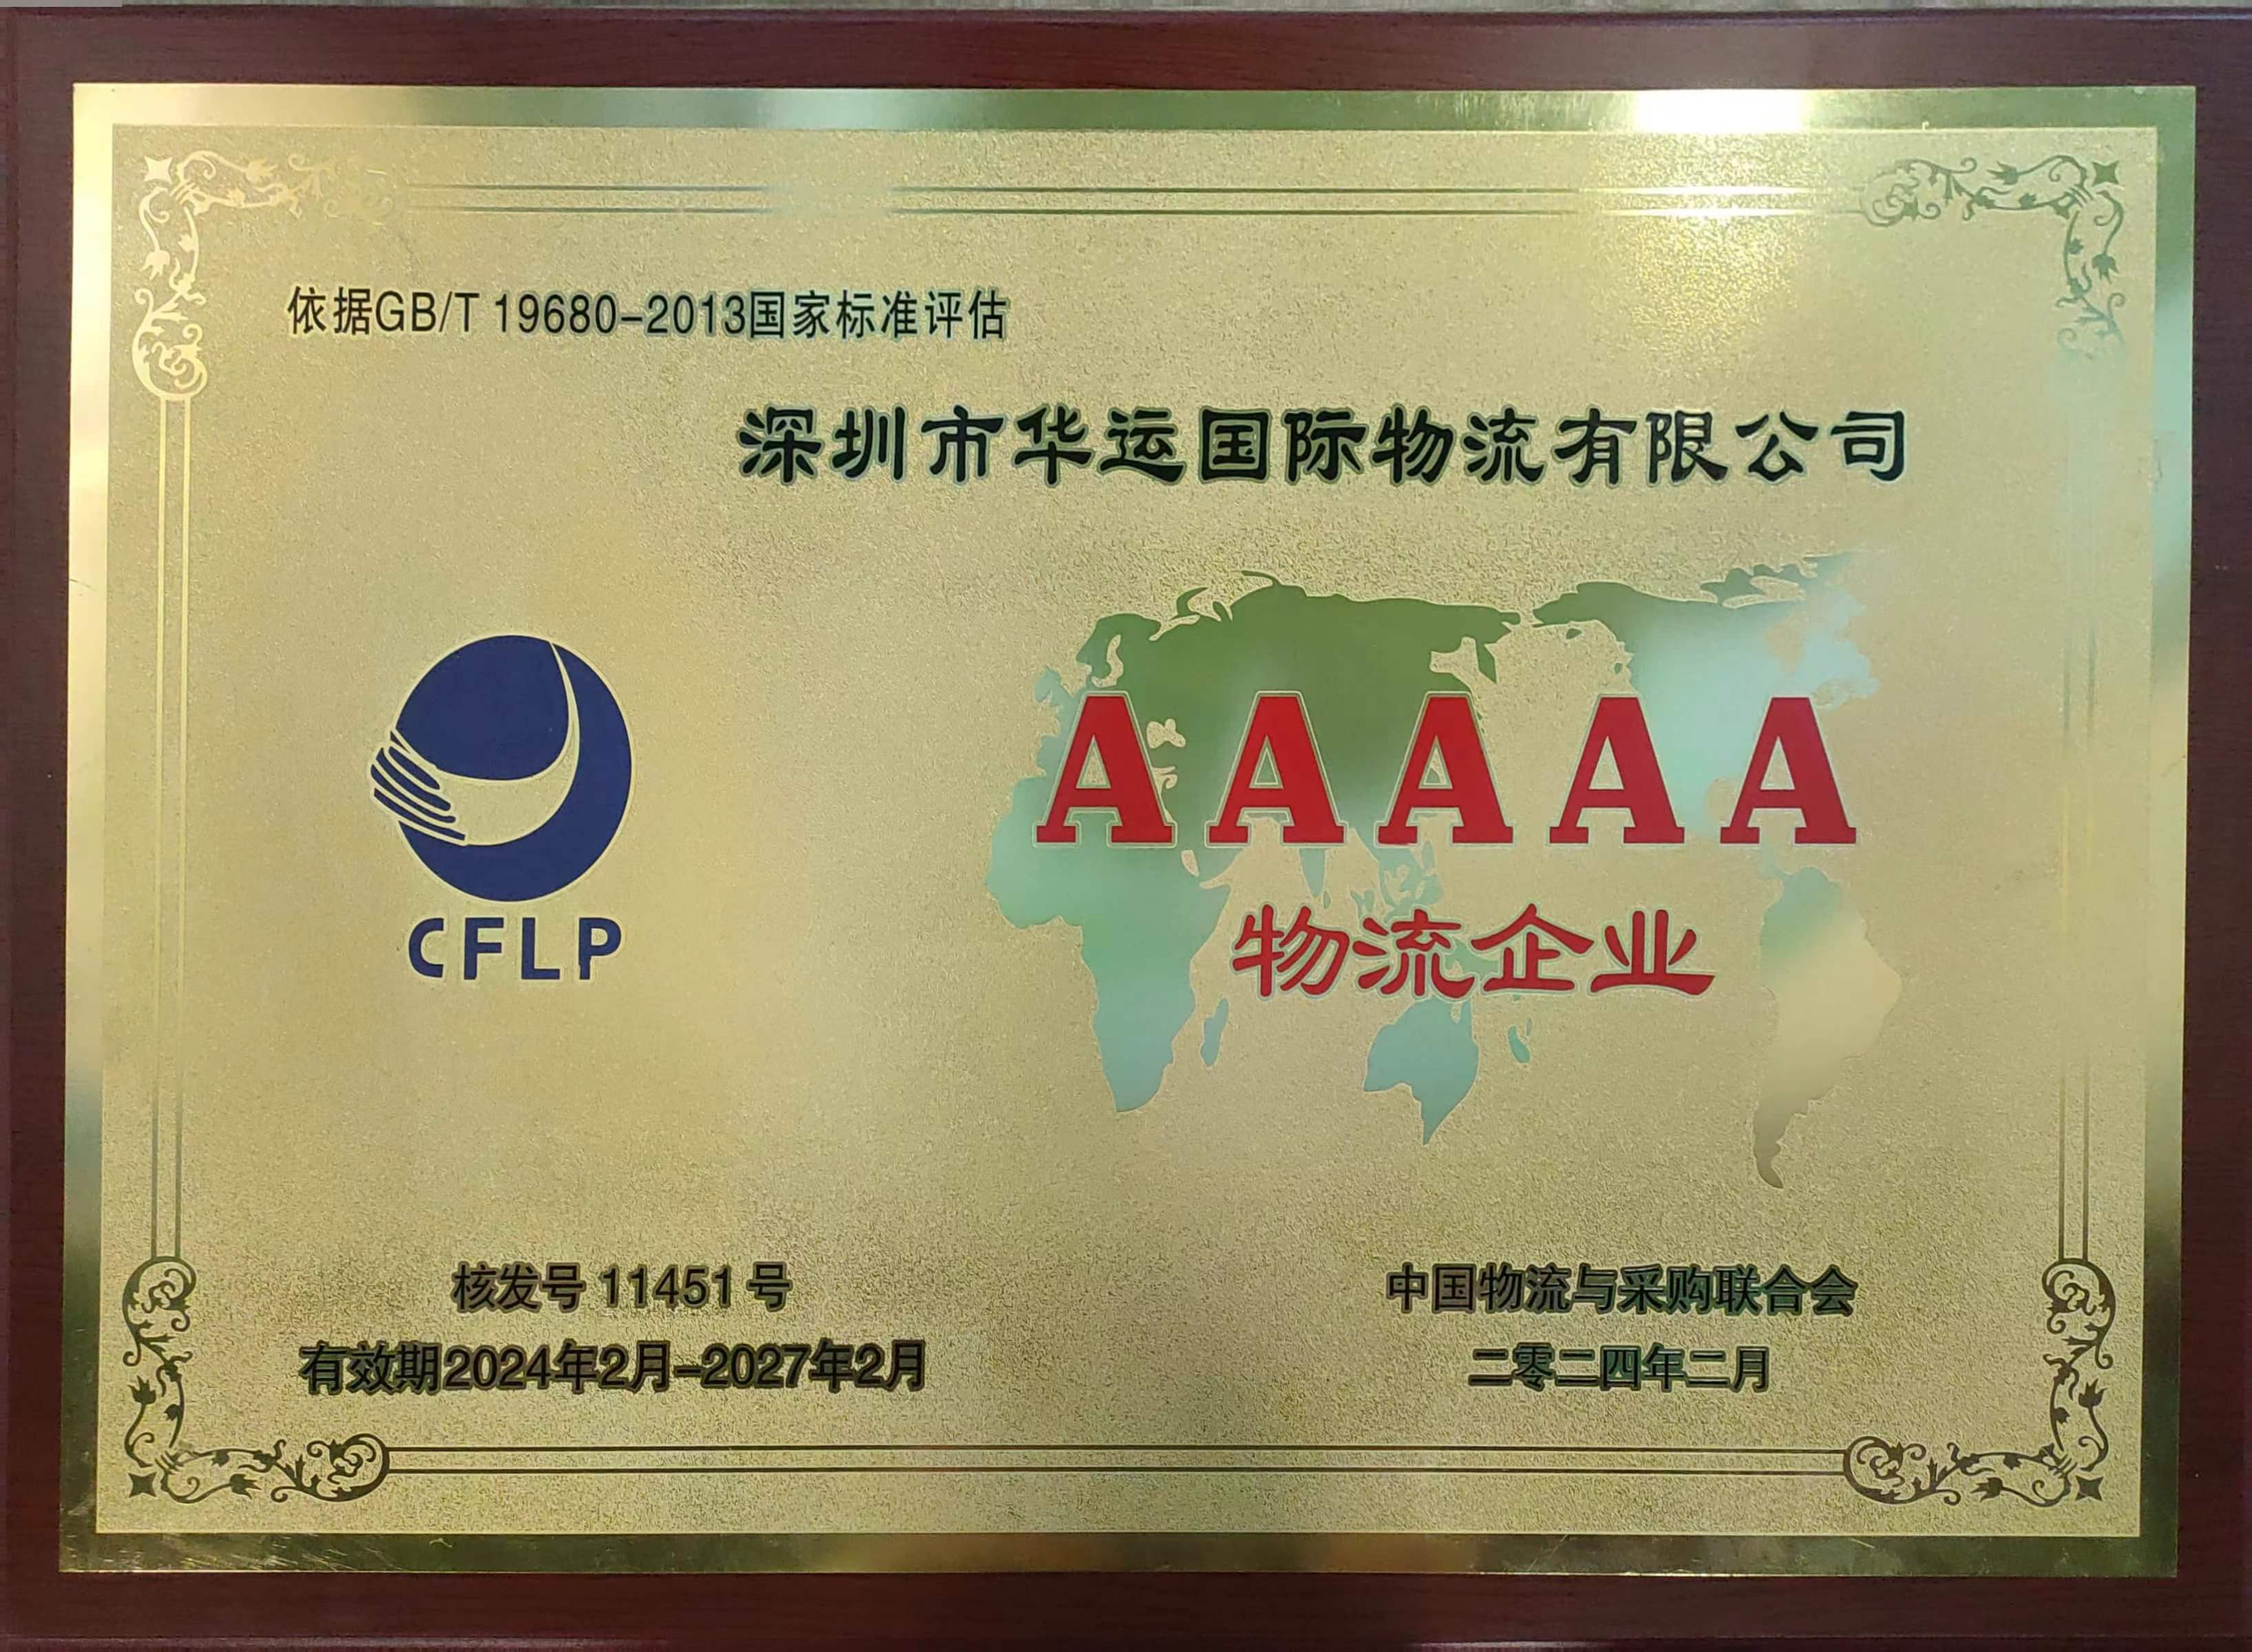 依据GB/T 19680-2013国家标准评估
深圳市华运国际物流有限公司
AAAAA
物流企业
CFLP
核发号 11451 号
有效期2024年2月-2027年2月
中国物流与采购联合会
二零二四年二月